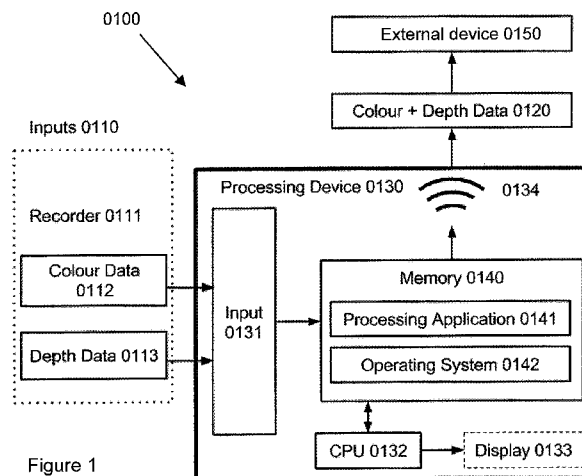 0100
External device 0150
Colour + Depth Data 0120
Inputs 0110
Processing Device 0130
0134
Recorder 0111
Colour Data
0112
Depth Data 0113
Input
0131
Memory 0140
Processing Application 0141
Operating System 0142
CPU 0132
Display 0133
Figure 1